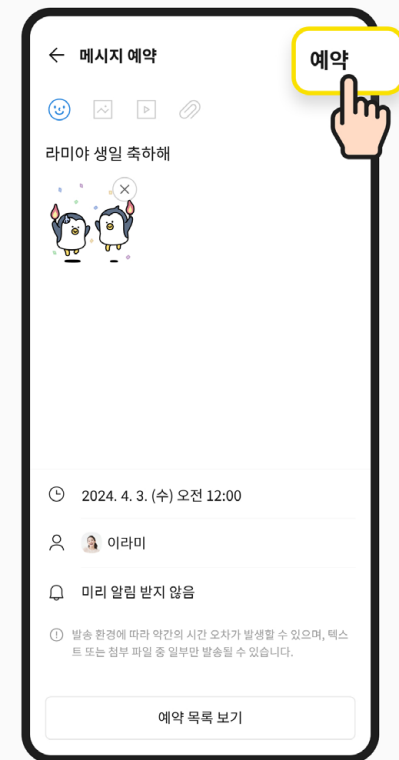 메시지 예약
예약
라미야 생일 축하해
2024. 4. 3. (수) 오전 12:00
이라미
미리 알림 받지 않음
발송 환경에 따라 약간의 시간 오차가 발생할 수 있으며, 텍스
트 또는 첨부 파일 중 일부만 발송될 수 있습니다.
예약 목록 보기